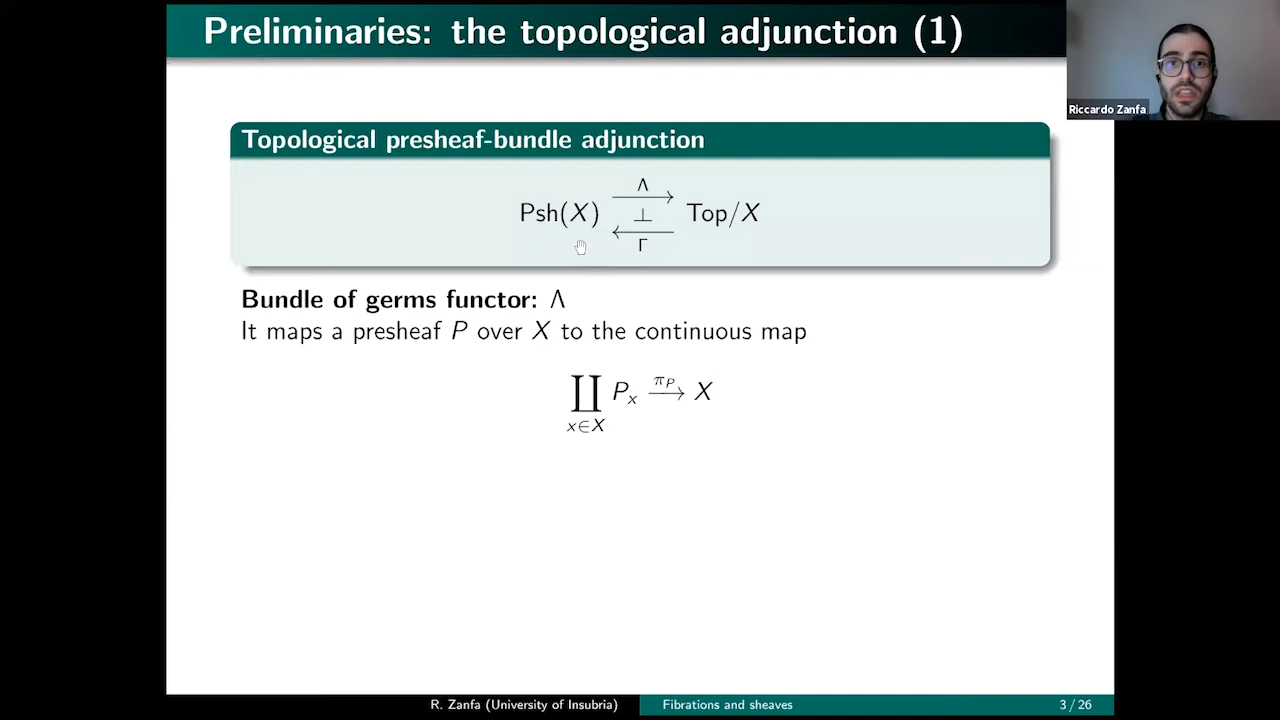 Preliminaries: the topological adjunction (1)
Riccardo Zanfa
Topological presheaf-bundle adjunction
Λ
Psh(X) ⊥ Top/X
Γ
Bundle of germs functor: Λ
It maps a presheaf P over X to the continuous map
∐ Pₓ —π_P→ X
x∈X
R. Zanfa (University of Insubria) Fibrations and sheaves 3 / 26